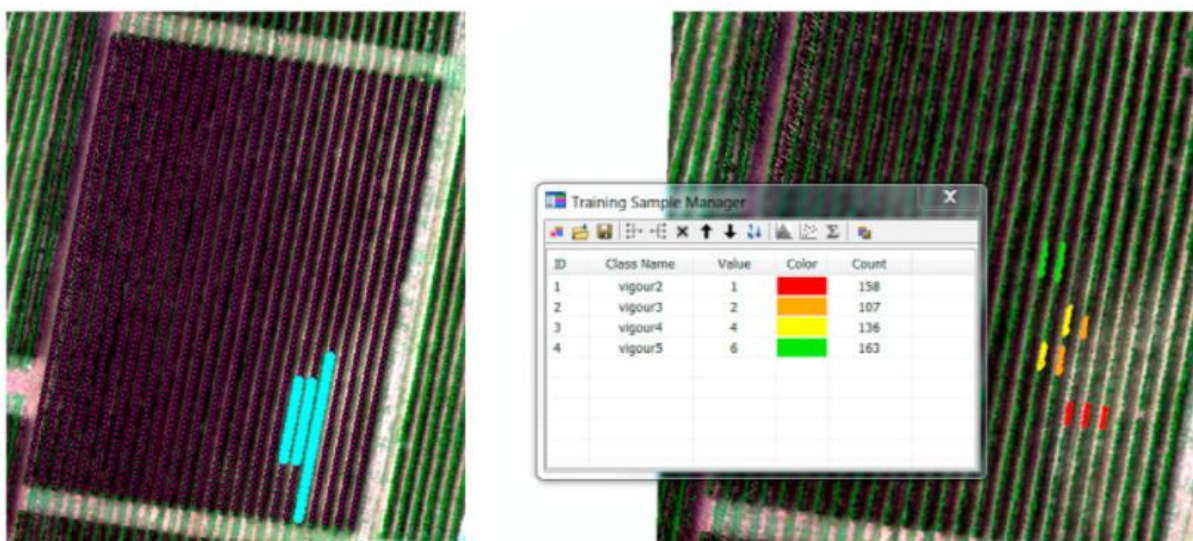 Training Sample Manager X
ID Class Name Value Color Count
1 vigour2 1 158
2 vigour3 2 107
3 vigour4 4 136
4 vigour5 6 163